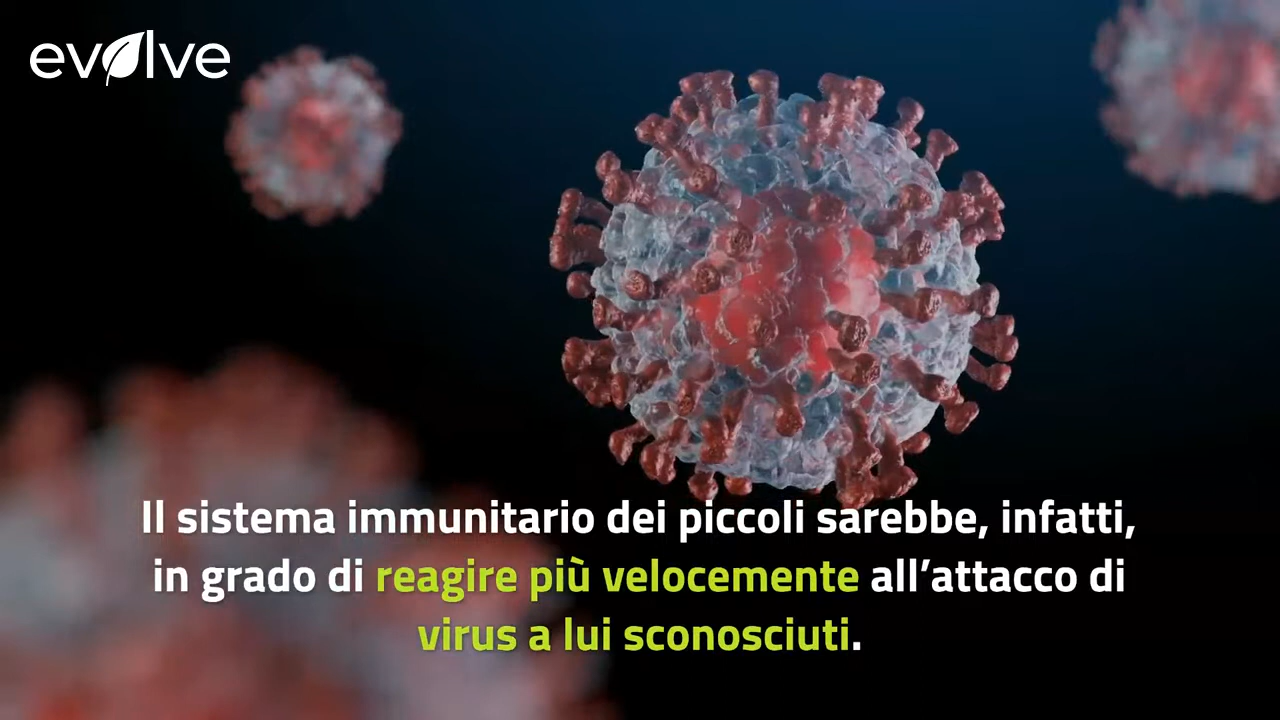 evolve
Il sistema immunitario dei piccoli sarebbe, infatti,
in grado di reagire più velocemente all’attacco di
virus a lui sconosciuti.